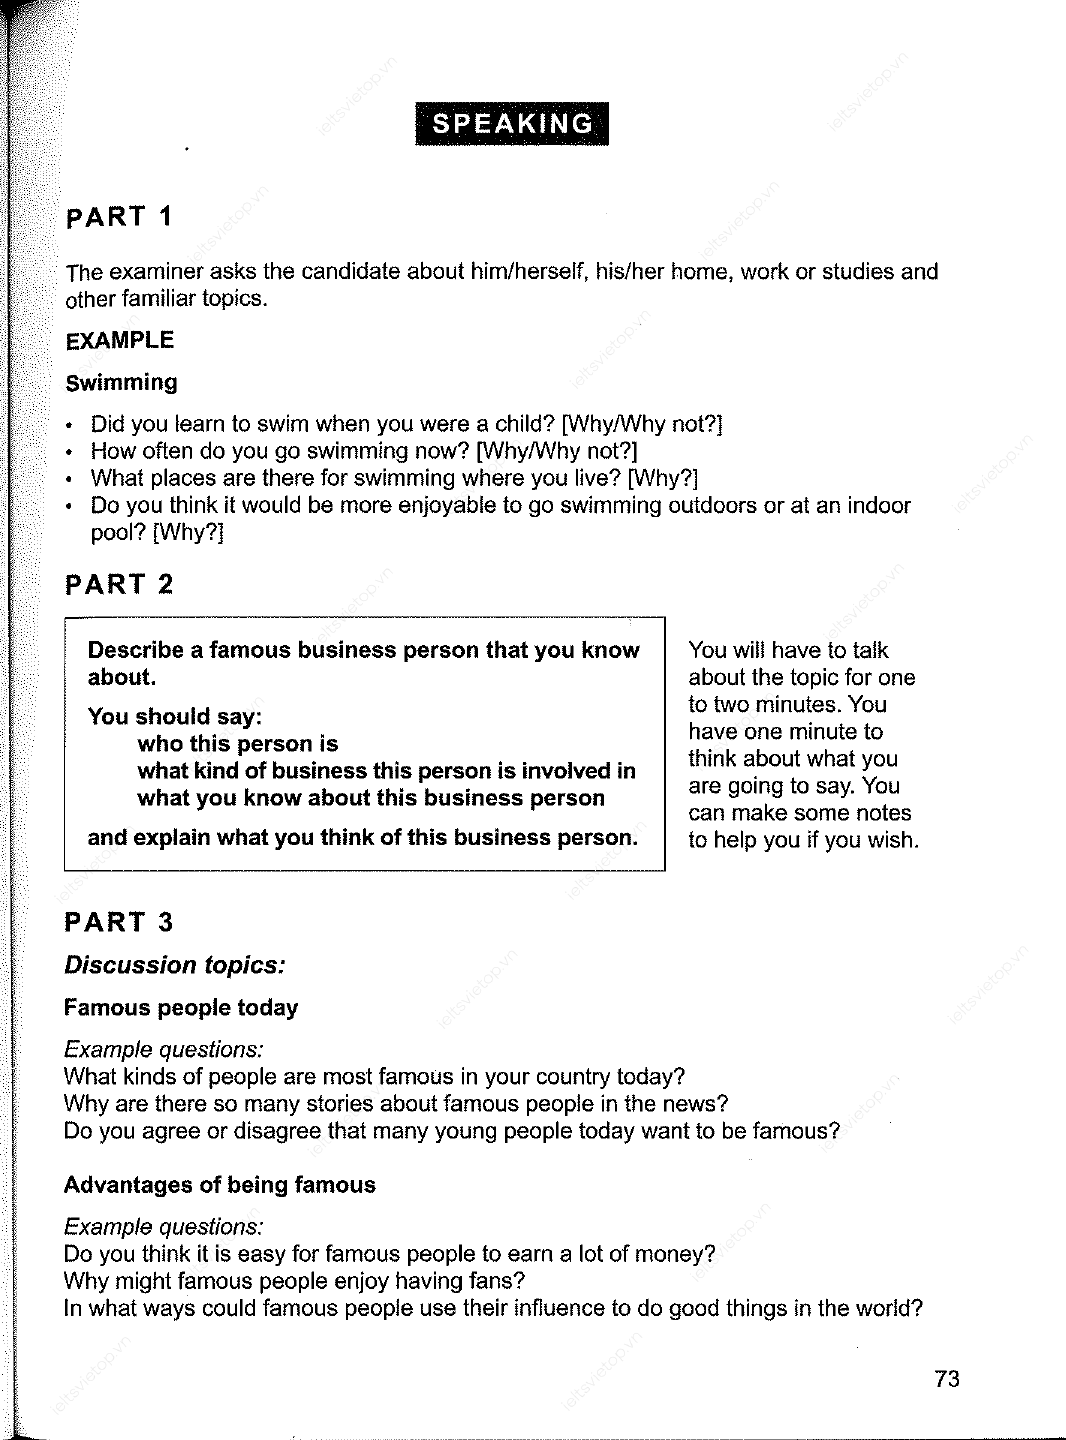 SPEAKING
PART 1
The examiner asks the candidate about him/herself, his/her home, work or studies and
other familiar topics.
EXAMPLE
Swimming
• Did you learn to swim when you were a child? [Why/Why not?]
• How often do you go swimming now? [Why/Why not?]
• What places are there for swimming where you live? [Why?]
• Do you think it would be more enjoyable to go swimming outdoors or at an indoor
pool? [Why?]
PART 2
Describe a famous business person that you know
about.
You should say:
who this person is
what kind of business this person is involved in
what you know about this business person
and explain what you think of this business person.
You will have to talk
about the topic for one
to two minutes. You
have one minute to
think about what you
are going to say. You
can make some notes
to help you if you wish.
PART 3
Discussion topics:
Famous people today
Example questions:
What kinds of people are most famous in your country today?
Why are there so many stories about famous people in the news?
Do you agree or disagree that many young people today want to be famous?
Advantages of being famous
Example questions:
Do you think it is easy for famous people to earn a lot of money?
Why might famous people enjoy having fans?
In what ways could famous people use their influence to do good things in the world?
73
ieltsvietop.vn